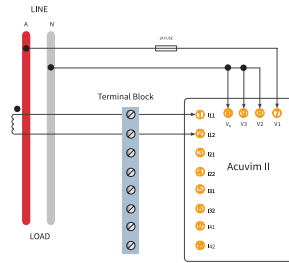 LINE
A N
1A FUSE
Terminal Block
I11
I12
I21
I22
I31
I32
I41
I42
Vn V3 V2 V1
Acuvim II
LOAD